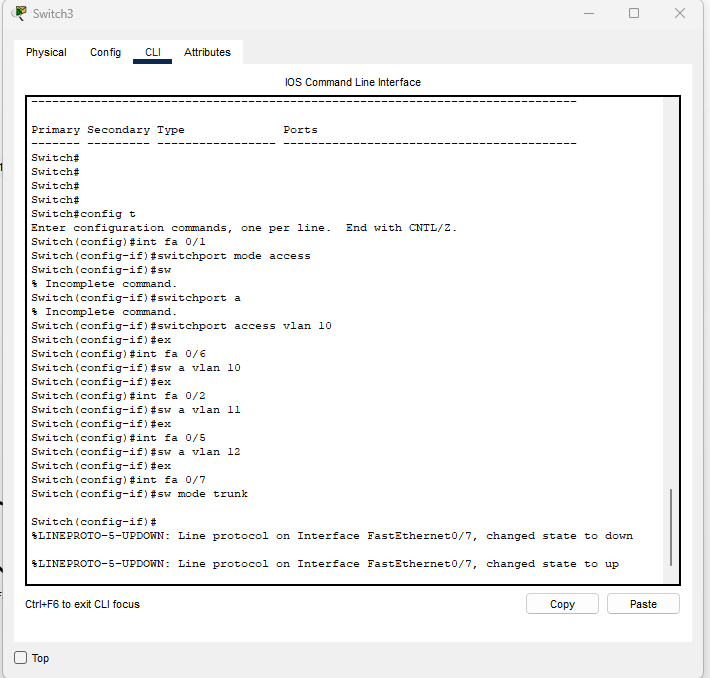 Switch3
Physical Config CLI Attributes
IOS Command Line Interface
------------------------------------------------------------------------------
Primary Secondary Type              Ports
------- --------- ----------------- ------------------------------------------
Switch#
Switch#
Switch#
Switch#
Switch#config t
Enter configuration commands, one per line.  End with CNTL/Z.
Switch(config)#int fa 0/1
Switch(config-if)#switchport mode access
Switch(config-if)#sw
% Incomplete command.
Switch(config-if)#switchport a
% Incomplete command.
Switch(config-if)#switchport access vlan 10
Switch(config-if)#ex
Switch(config)#int fa 0/6
Switch(config-if)#sw a vlan 10
Switch(config-if)#ex
Switch(config)#int fa 0/2
Switch(config-if)#sw a vlan 11
Switch(config-if)#ex
Switch(config)#int fa 0/5
Switch(config-if)#sw a vlan 12
Switch(config-if)#ex
Switch(config)#int fa 0/7
Switch(config-if)#sw mode trunk
Switch(config-if)#
%LINEPROTO-5-UPDOWN: Line protocol on Interface FastEthernet0/7, changed state to down
%LINEPROTO-5-UPDOWN: Line protocol on Interface FastEthernet0/7, changed state to up
Ctrl+F6 to exit CLI focus
Copy Paste
Top